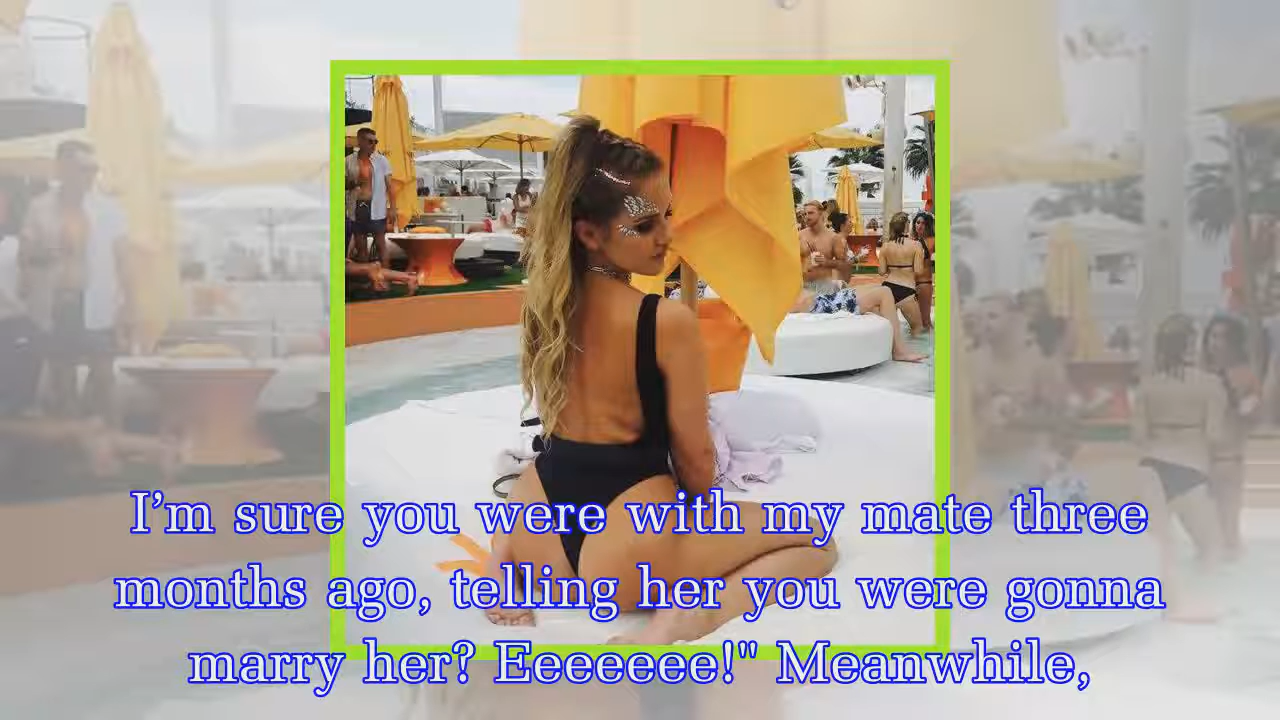 I’m sure you were with my mate three
months ago, telling her you were gonna
marry her? Eeeeeee!" Meanwhile,